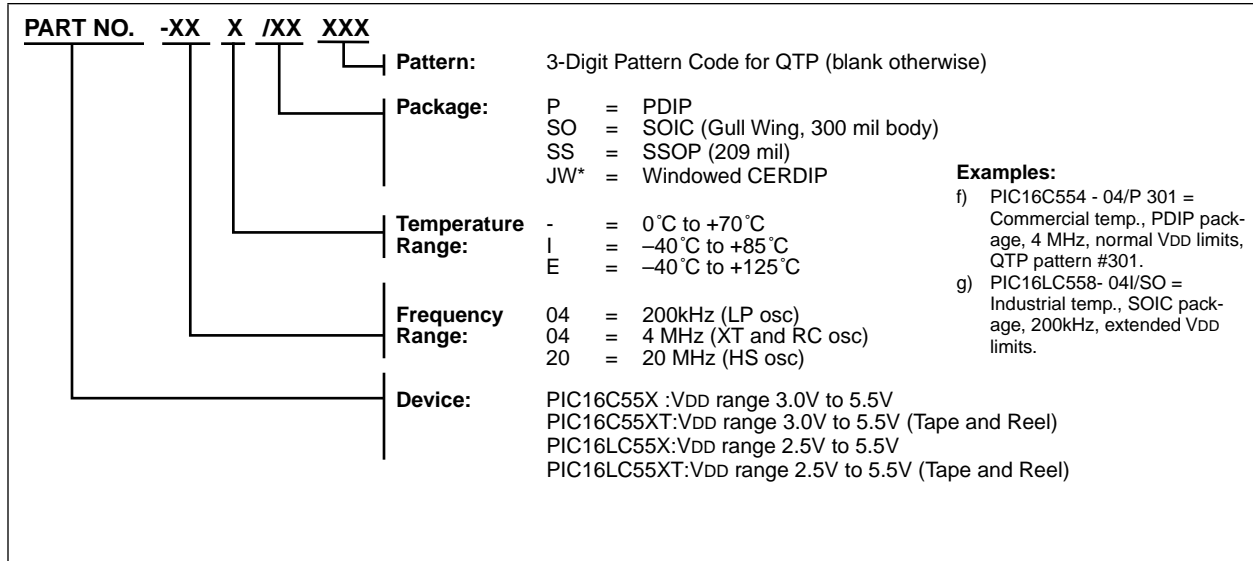 PART NO. -XX X /XX XXX
Pattern: 3-Digit Pattern Code for QTP (blank otherwise)
Package: P = PDIP
SO = SOIC (Gull Wing, 300 mil body)
SS = SSOP (209 mil)
JW* = Windowed CERDIP
Temperature Range: - = 0˚C to +70˚C
I = –40˚C to +85˚C
E = –40˚C to +125˚C
Frequency Range: 04 = 200kHz (LP osc)
04 = 4 MHz (XT and RC osc)
20 = 20 MHz (HS osc)
Device: PIC16C55X :VDD range 3.0V to 5.5V
PIC16C55XT:VDD range 3.0V to 5.5V (Tape and Reel)
PIC16LC55X:VDD range 2.5V to 5.5V
PIC16LC55XT:VDD range 2.5V to 5.5V (Tape and Reel)
Examples:
f) PIC16C554 - 04/P 301 =
Commercial temp., PDIP pack-
age, 4 MHz, normal VDD limits,
QTP pattern #301.
g) PIC16LC558- 04I/SO =
Industrial temp., SOIC pack-
age, 200kHz, extended VDD
limits.